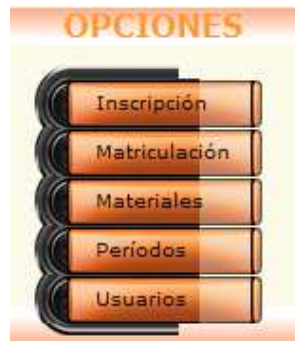 OPCIONES
Inscripción
Matriculación
Materiales
Períodos
Usuarios